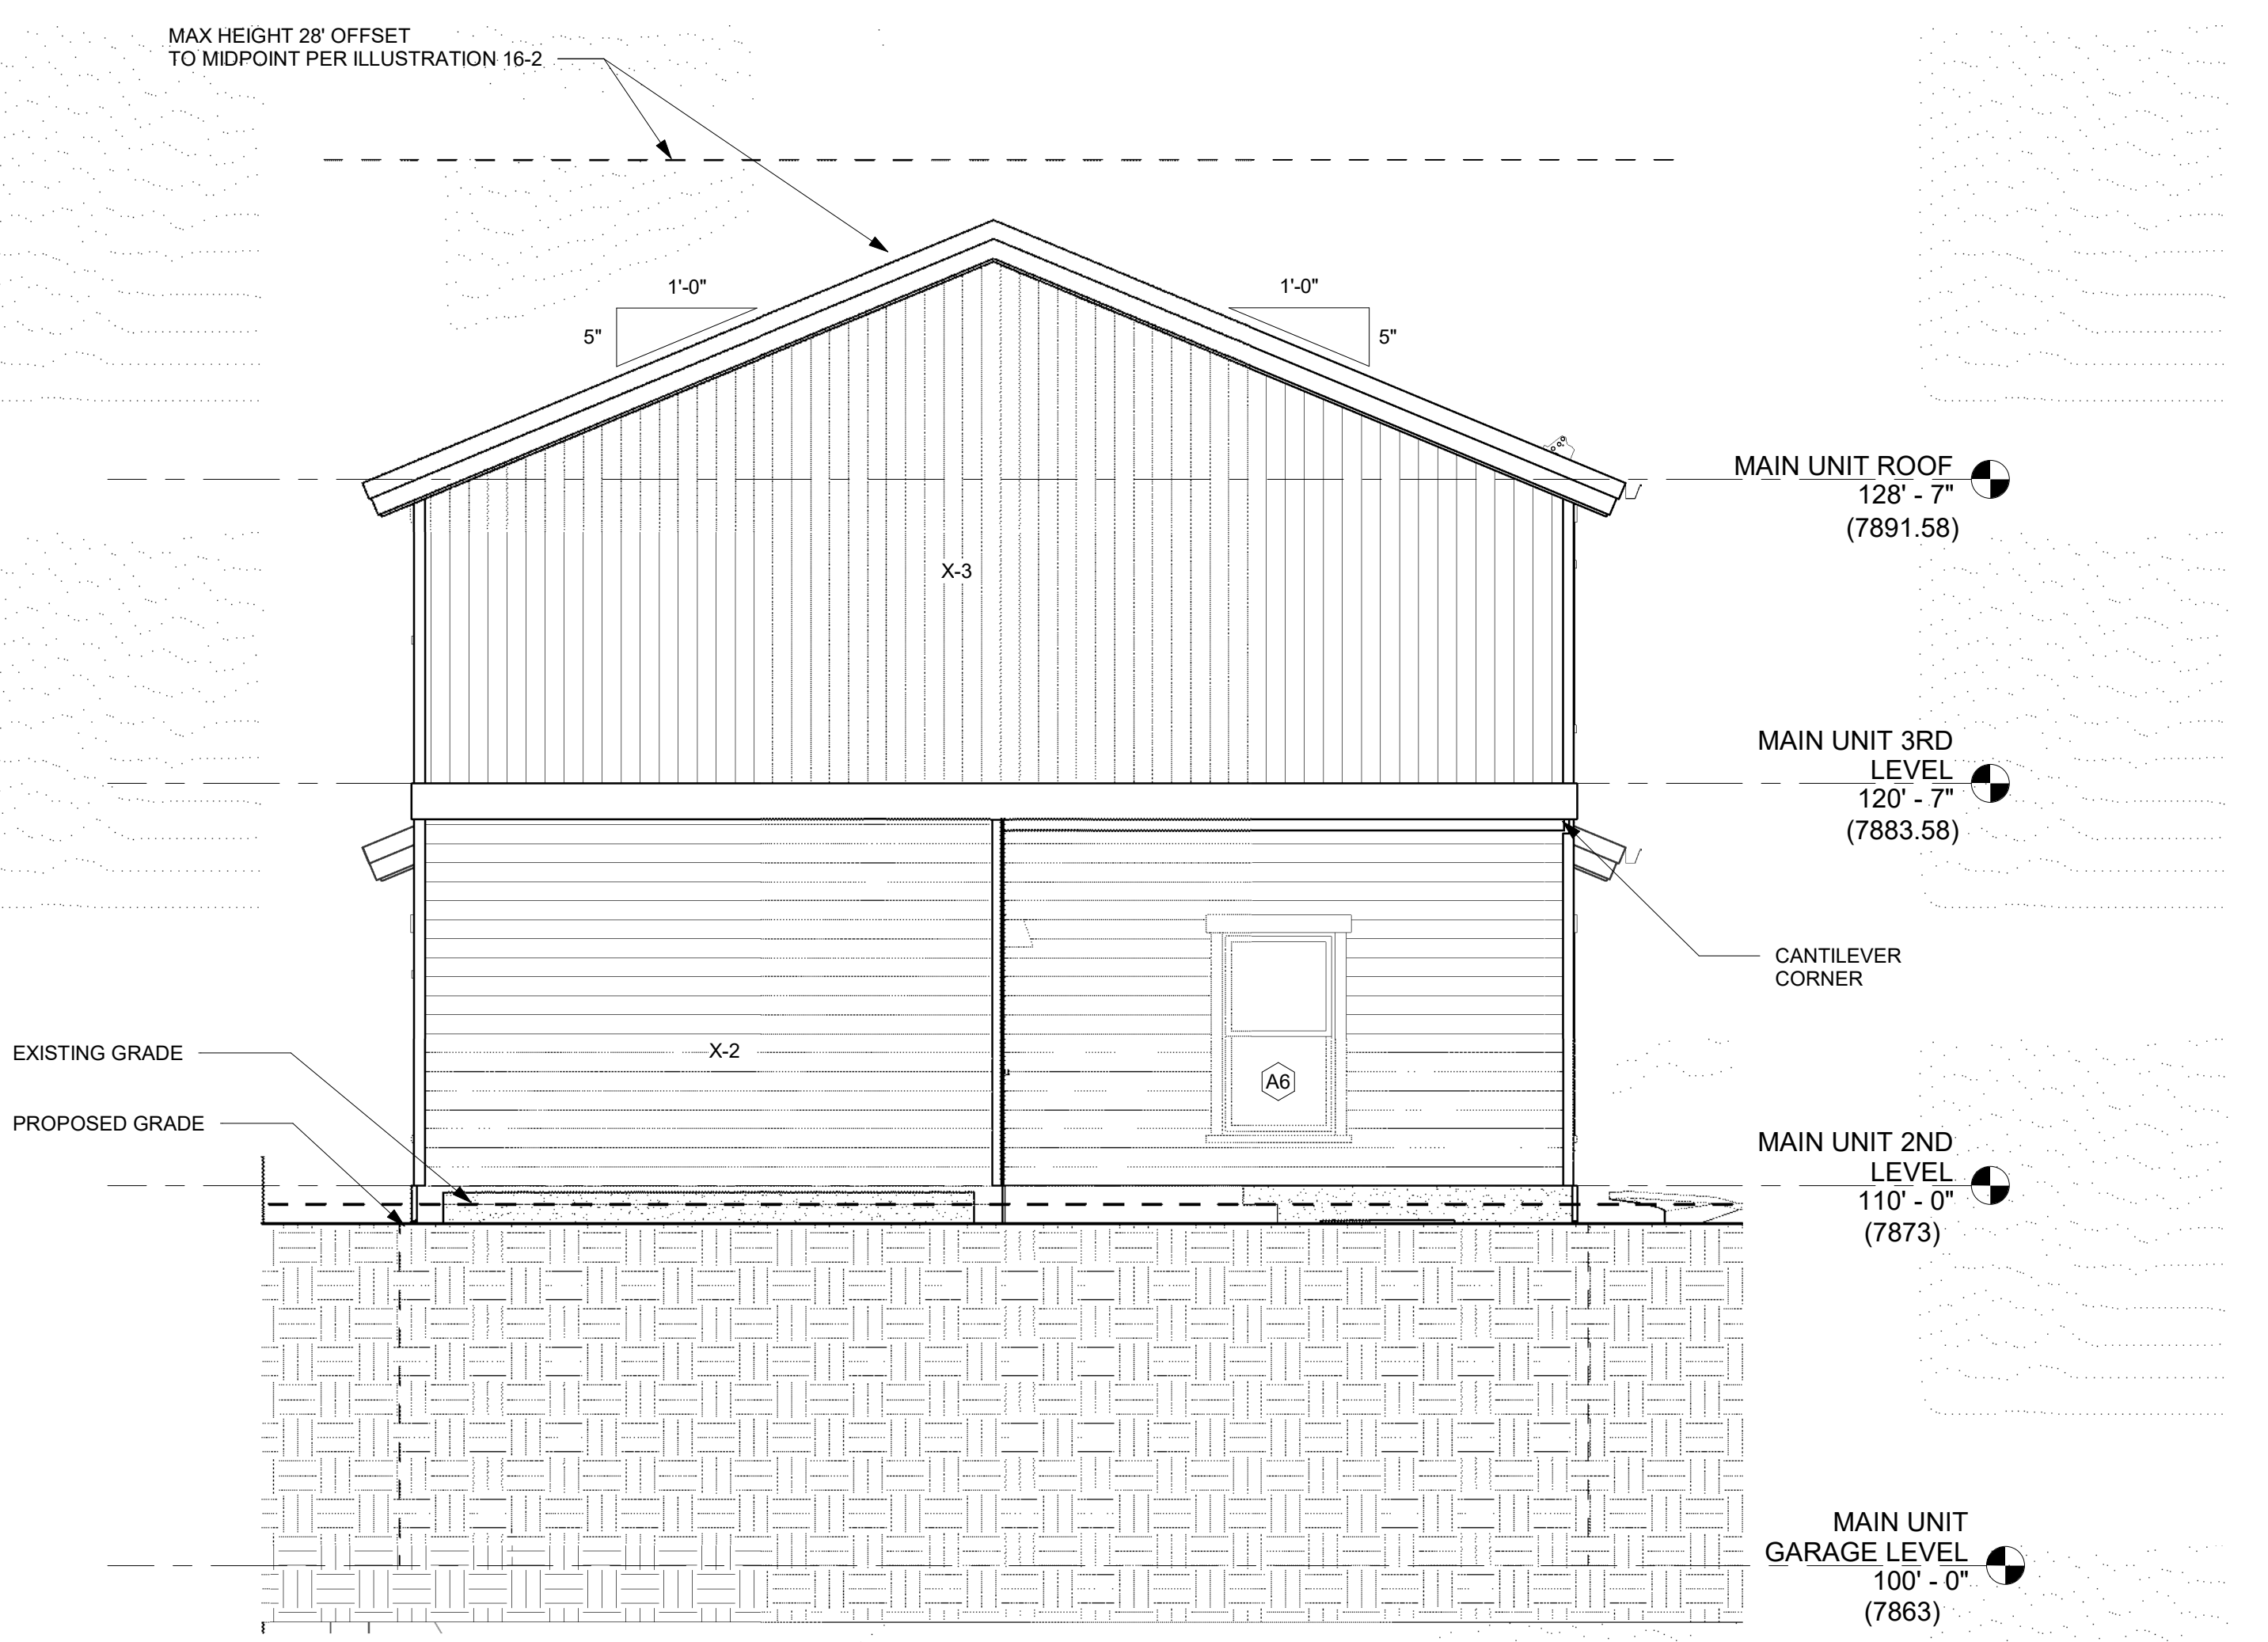 MAX HEIGHT 28' OFFSET
TO MIDPOINT PER ILLUSTRATION 16-2
1'-0"
5"
1'-0"
5"
MAIN UNIT ROOF
128' - 7"
(7891.58)
X-3
MAIN UNIT 3RD
LEVEL
120' - 7"
(7883.58)
CANTILEVER
CORNER
EXISTING GRADE
X-2
A6
PROPOSED GRADE
MAIN UNIT 2ND
LEVEL
110' - 0"
(7873)
MAIN UNIT
GARAGE LEVEL
100' - 0"
(7863)